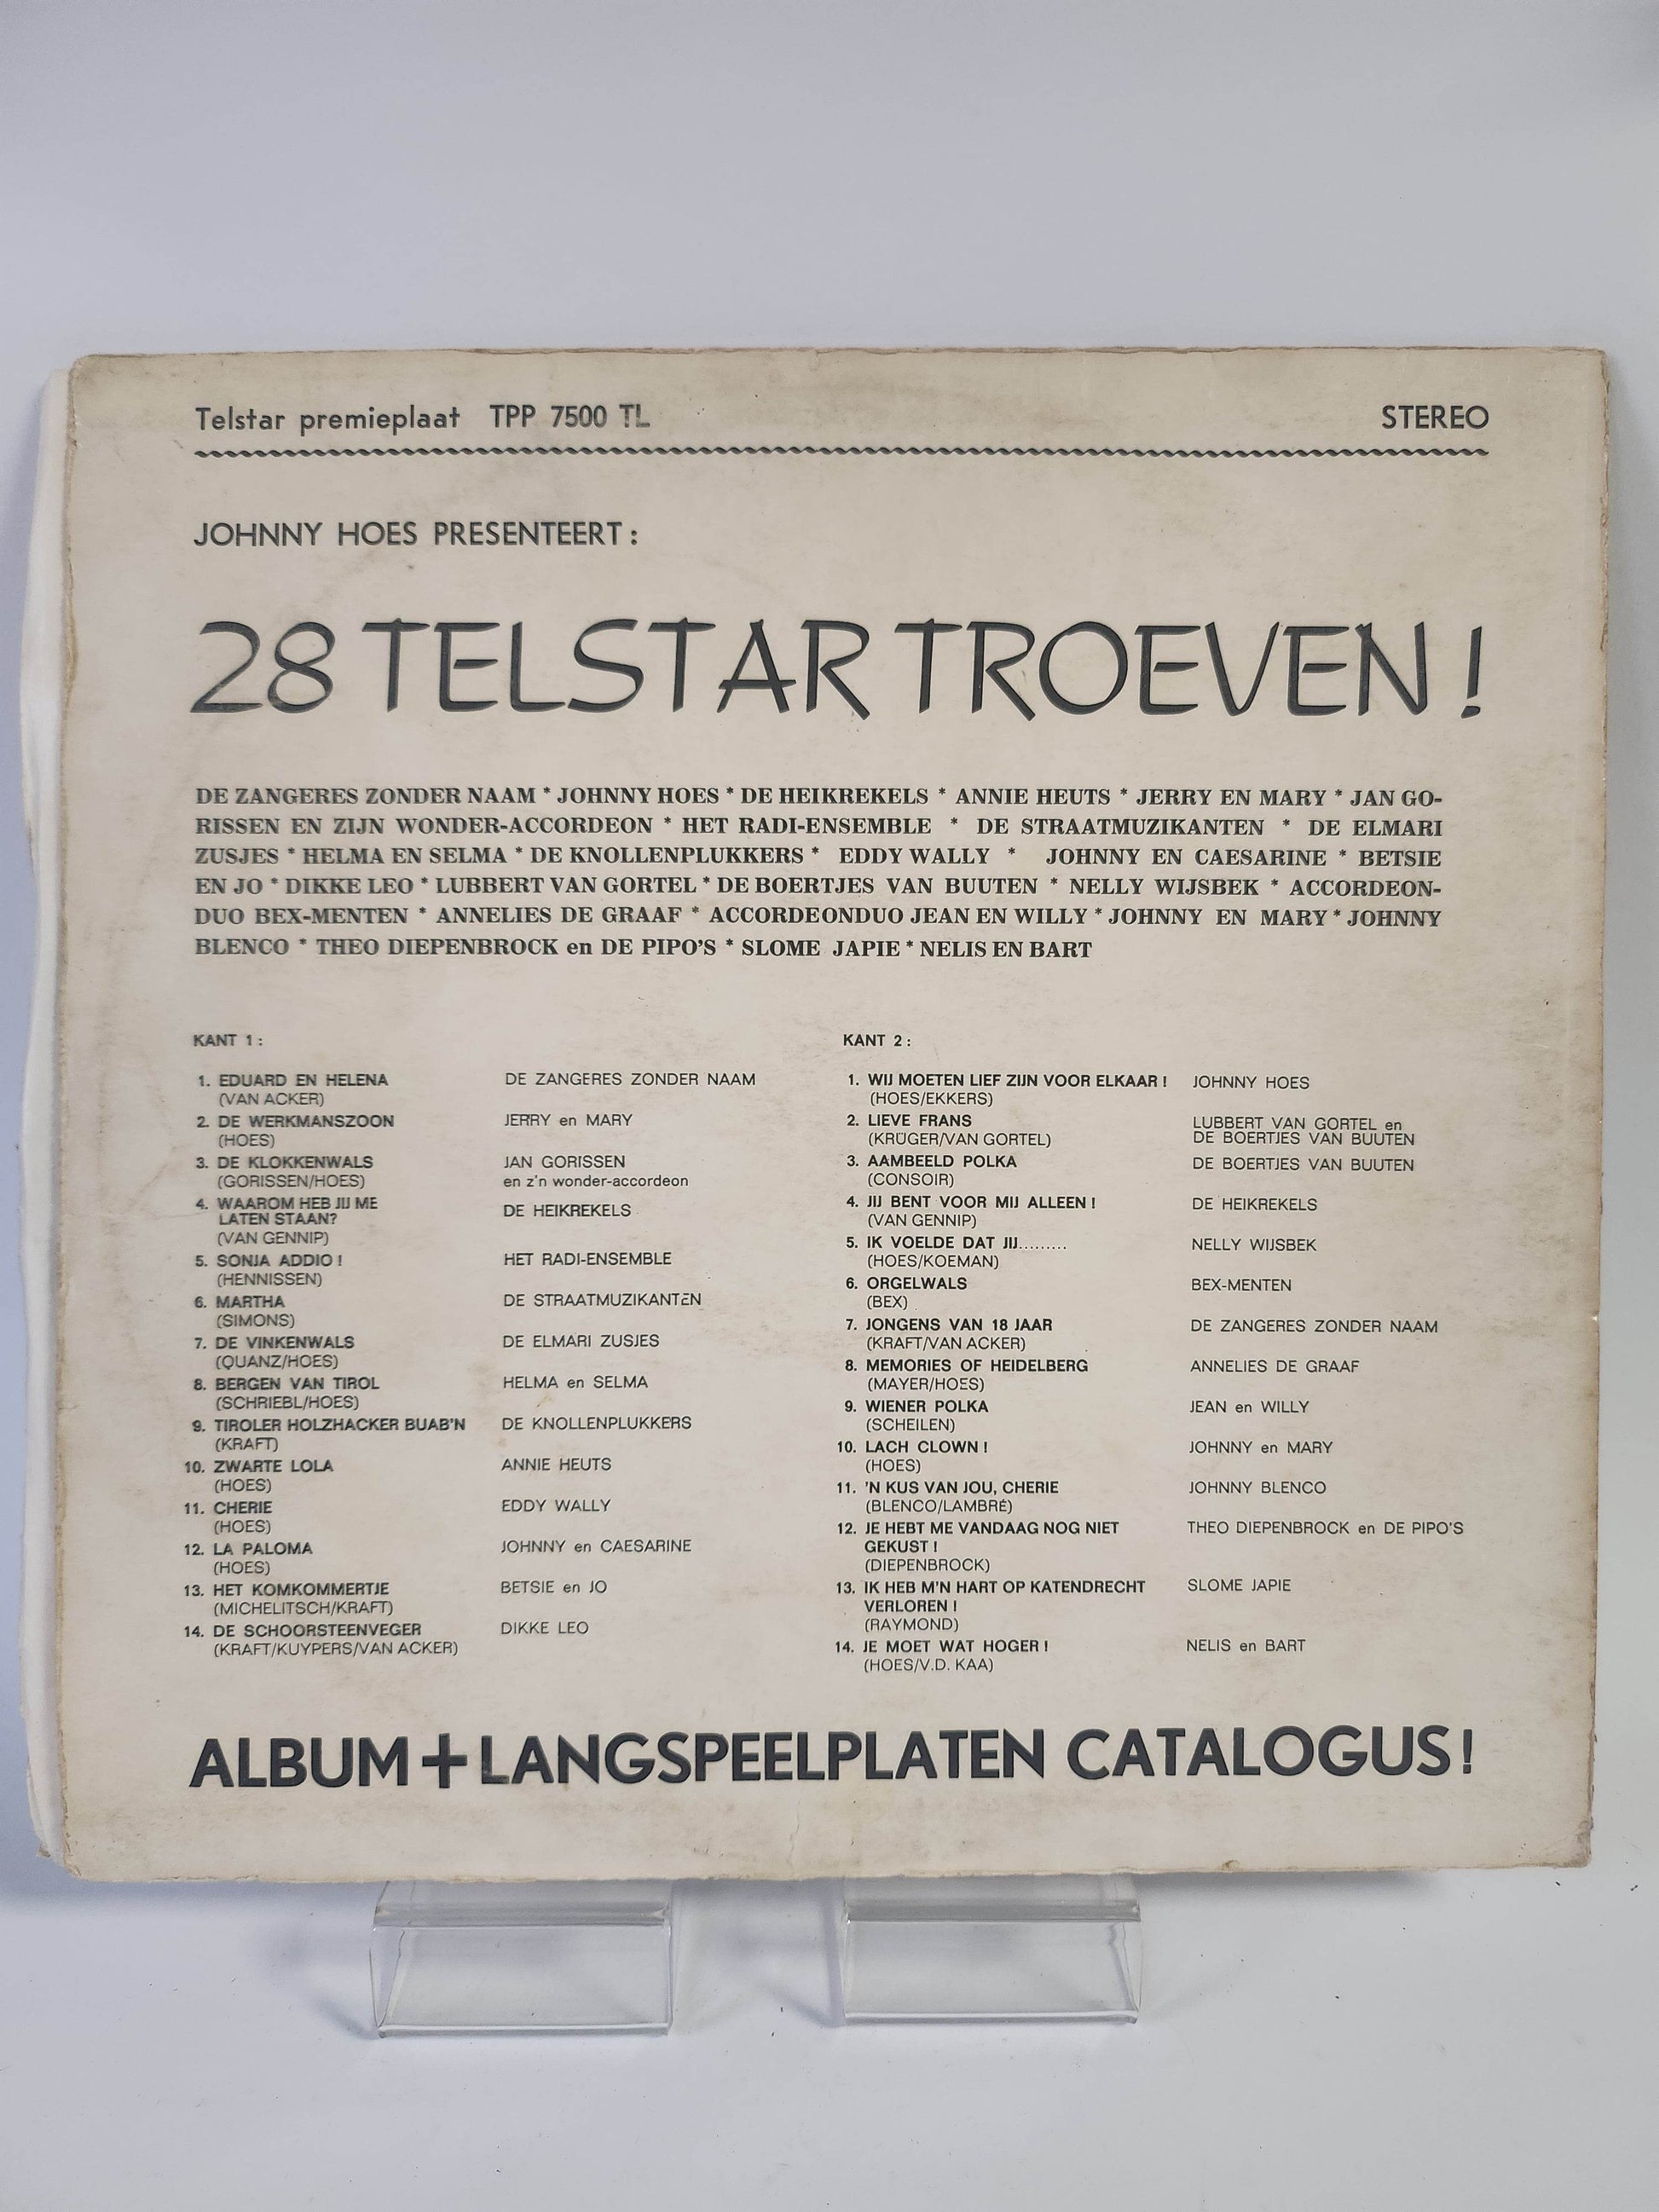 Telstar premieplaat TPP 7500 TL STEREO
JOHNNY HOES PRESENTEERT:
28 TELSTAR TROEVEN!
DE ZANGERES ZONDER NAAM * JOHNNY HOES * DE HEIKREKELS * ANNIE HEUTS * JERRY EN MARY * JAN GO-
RISSEN EN ZIJN WONDER-ACCORDEON * HET RADI-ENSEMBLE * DE STRAATMUZIKANTEN * DE ELMARI
ZUSJES * HELMA EN SELMA * DE KNOLLENPLUKKERS * EDDY WALLY * JOHNNY EN CAESARINE * BETSIE
EN JO * DIKKE LEO * LUBBERT VAN GORTEL * DE BOERTJES VAN BUUTEN * NELLY WIJSBEK * ACCORDEON-
DUO BEX-MENTEN * ANNELIES DE GRAAF * ACCORDEONDUO JEAN EN WILLY * JOHNNY EN MARY * JOHNNY
BLENCO * THEO DIEPENBROCK en DE PIPO'S * SLOME JAPIE * NELIS EN BART
KANT 1:
1. EDUARD EN HELENA DE ZANGERES ZONDER NAAM
(VAN ACKER)
2. DE WERKMANSZOON JERRY en MARY
(HOES)
3. DE KLOKKENWALS JAN GORISSEN
(GORISSEN/HOES) en z'n wonder-accordeon
4. WAAROM HEB JIJ ME
LATEN STAAN? DE HEIKREKELS
(VAN GENNIP)
5. SONJA ADDIO! HET RADI-ENSEMBLE
(HENNISSEN)
6. MARTHA DE STRAATMUZIKANTEN
(SIMONS)
7. DE VINKENWALS DE ELMARI ZUSJES
(QUANZ/HOES)
8. BERGEN VAN TIROL HELMA en SELMA
(SCHRIEBL/HOES)
9. TIROLER HOLZHACKER BUAB'N DE KNOLLENPLUKKERS
(KRAFT)
10. ZWARTE LOLA ANNIE HEUTS
(HOES)
11. CHERIE EDDY WALLY
(HOES)
12. LA PALOMA JOHNNY en CAESARINE
(HOES)
13. HET KOMKOMMERTJE BETSIE en JO
(MICHELITSCH/KRAFT)
14. DE SCHOORSTEENVEGER DIKKE LEO
(KRAFT/KUYPERS/VAN ACKER)
KANT 2:
1. WIJ MOETEN LIEF ZIJN VOOR ELKAAR! JOHNNY HOES
(HOES/EKKERS)
2. LIEVE FRANS LUBBERT VAN GORTEL en
(KRÜGER/VAN GORTEL) DE BOERTJES VAN BUUTEN
3. AAMBEELD POLKA DE BOERTJES VAN BUUTEN
(CONSOIR)
4. JIJ BENT VOOR MIJ ALLEEN! DE HEIKREKELS
(VAN GENNIP)
5. IK VOELDE DAT JIJ......... NELLY WIJSBEK
(HOES/KOEMAN)
6. ORGELWALS BEX-MENTEN
(BEX)
7. JONGENS VAN 18 JAAR DE ZANGERES ZONDER NAAM
(KRAFT/VAN ACKER)
8. MEMORIES OF HEIDELBERG ANNELIES DE GRAAF
(MAYER/HOES)
9. WIENER POLKA JEAN en WILLY
(SCHEILEN)
10. LACH CLOWN! JOHNNY en MARY
(HOES)
11. 'N KUS VAN JOU, CHERIE JOHNNY BLENCO
(BLENCO/LAMBRÉ)
12. JE HEBT ME VANDAAG NOG NIET THEO DIEPENBROCK en DE PIPO'S
GEKUST!
(DIEPENBROCK)
13. IK HEB M'N HART OP KATENDRECHT SLOME JAPIE
VERLOREN!
(RAYMOND)
14. JE MOET WAT HOGER! NELIS en BART
(HOES/V.D. KAA)
ALBUM+LANGSPEELPLATEN CATALOGUS!